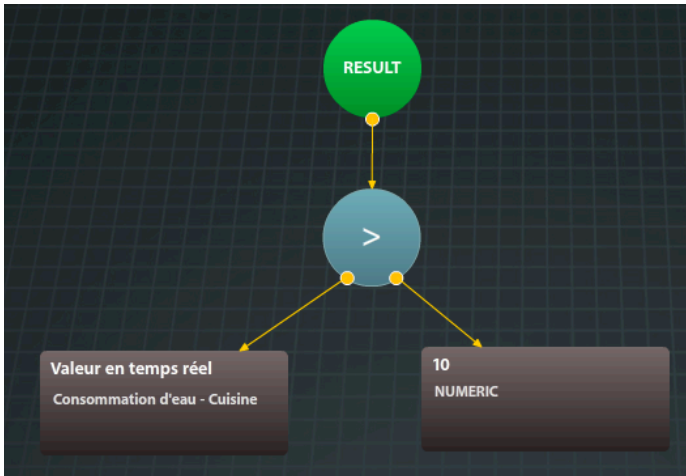 RESULT
>
Valeur en temps réel
Consommation d'eau - Cuisine
10
NUMERIC